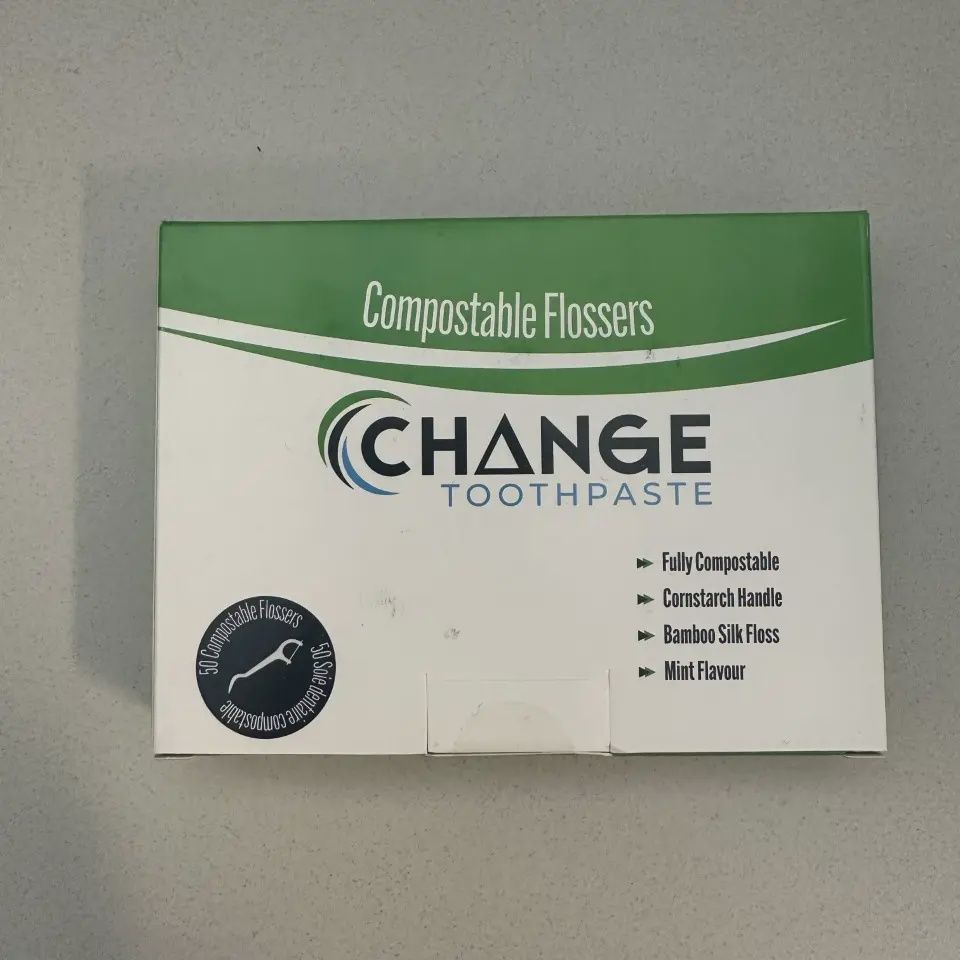 Compostable Flossers
CHANGE
TOOTHPASTE
Fully Compostable
Cornstarch Handle
Bamboo Silk Floss
Mint Flavour
50 Compostable Flossers
50 Soie dentaire compostable